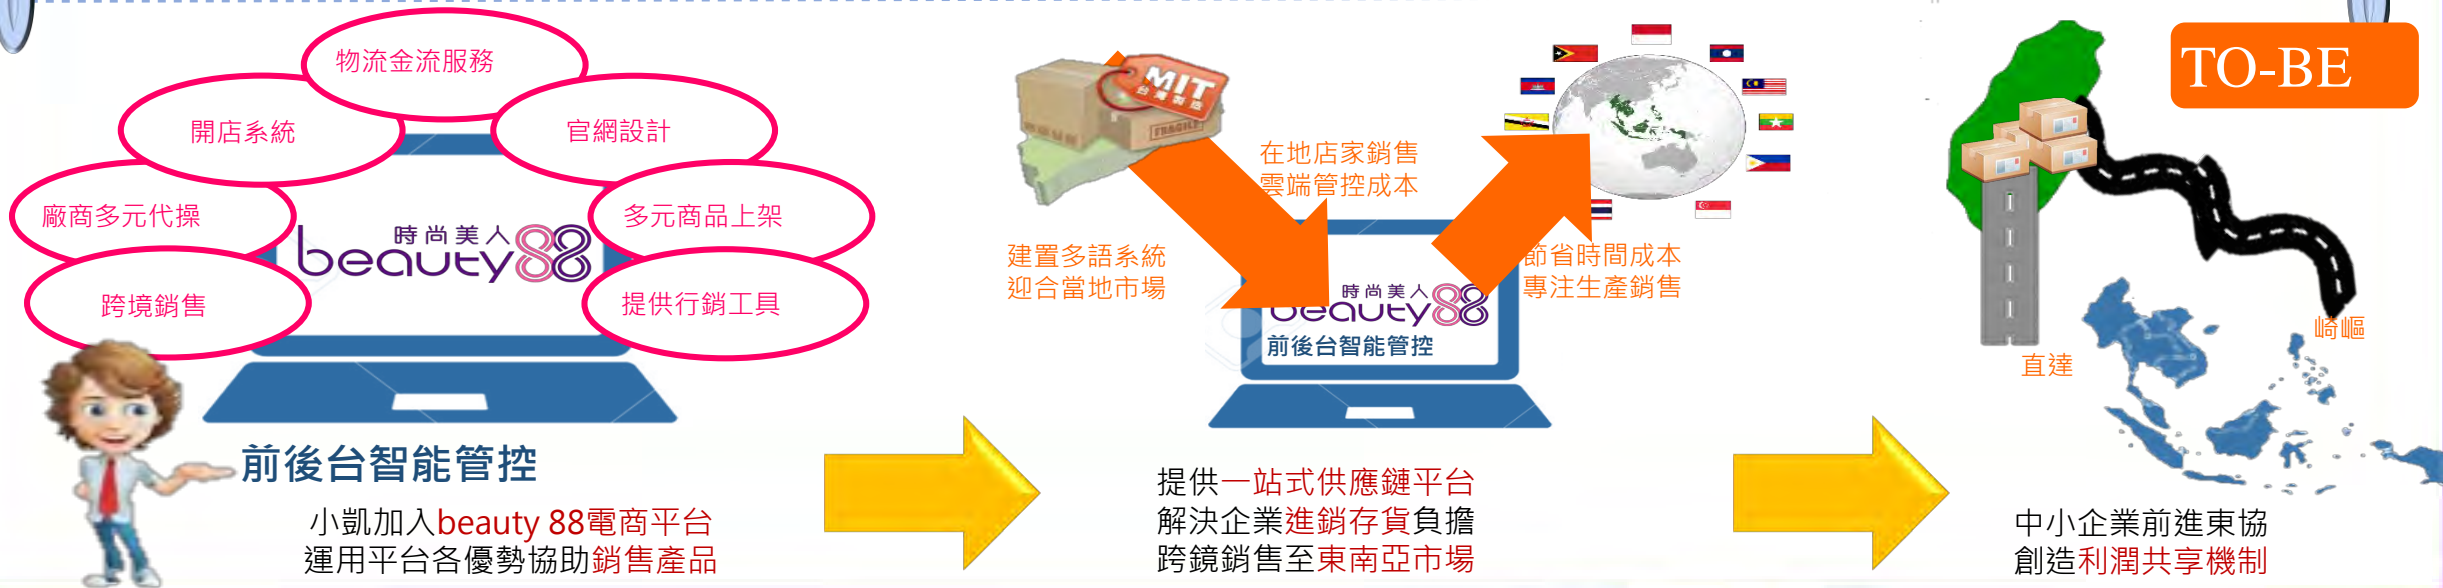 TO-BE
物流金流服務
開店系統
官網設計
廠商多元代操
多元商品上架
跨境銷售
提供行銷工具
時尚美人
beauty88
前後台智能管控
小凱加入beauty 88電商平台
運用平台各優勢協助銷售產品
MIT
台灣製造
FRAGILE
在地店家銷售
雲端管控成本
建置多語系統
迎合當地市場
節省時間成本
專注生產銷售
時尚美人
beauty88
前後台智能管控
提供一站式供應鏈平台
解決企業進銷存貨負擔
跨鏡銷售至東南亞市場
直達
崎嶇
中小企業前進東協
創造利潤共享機制